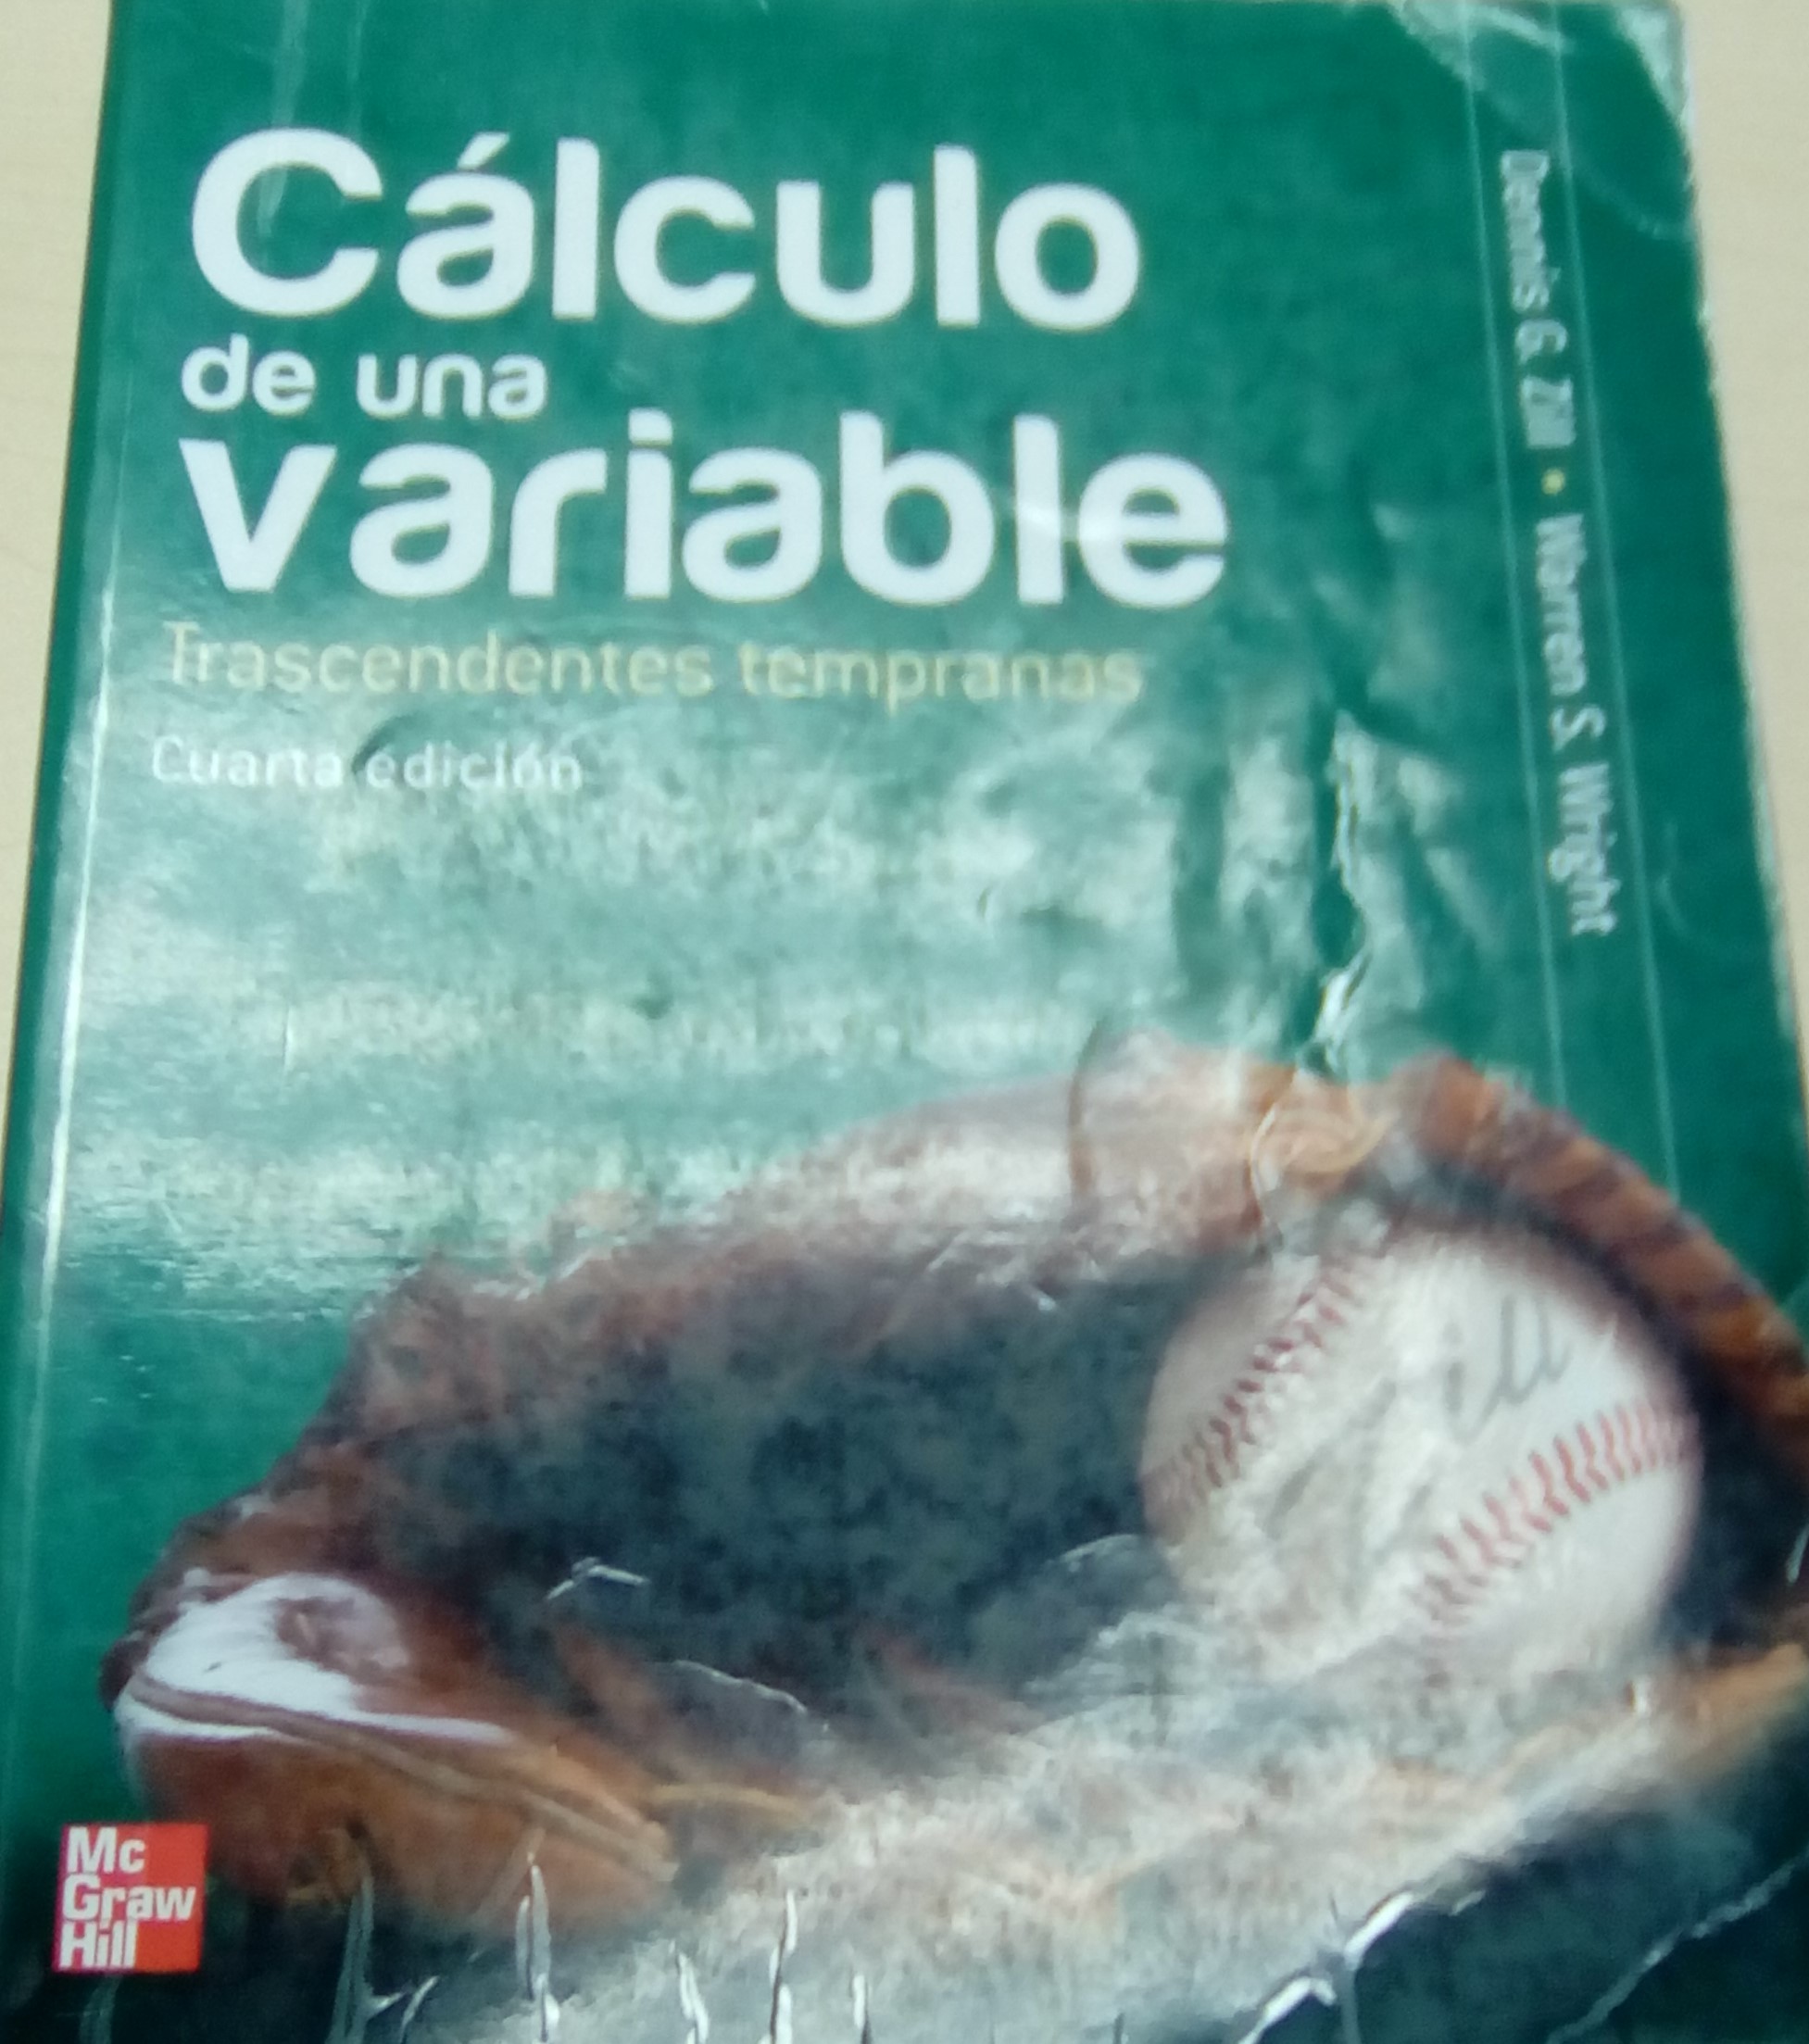 Cálculo
de una
variable
Trascendentes tempranas
Cuarta edición
Dennis G. Zill • Warren S. Wright
Mc
Graw
Hill